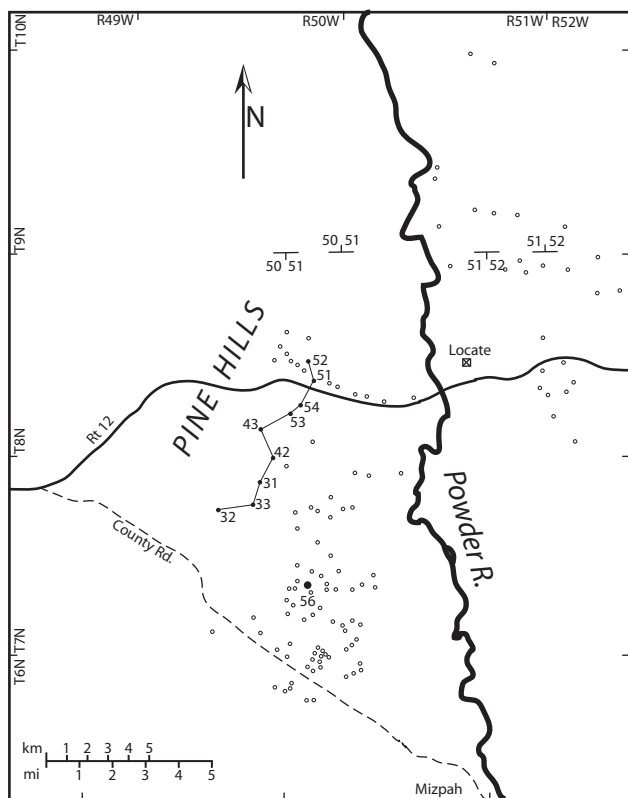 R49W R50W R51W R52W
T10N
N
T9N
50 51
50 51
51 52
51 52
PINE HILLS
52
Locate
51
54
53
Rt 12
43
T8N
42
31
33
32
Powder R.
County Rd.
56
T7N
T6N
km 1 2 3 4 5
mi 1 2 3 4 5
Mizpah